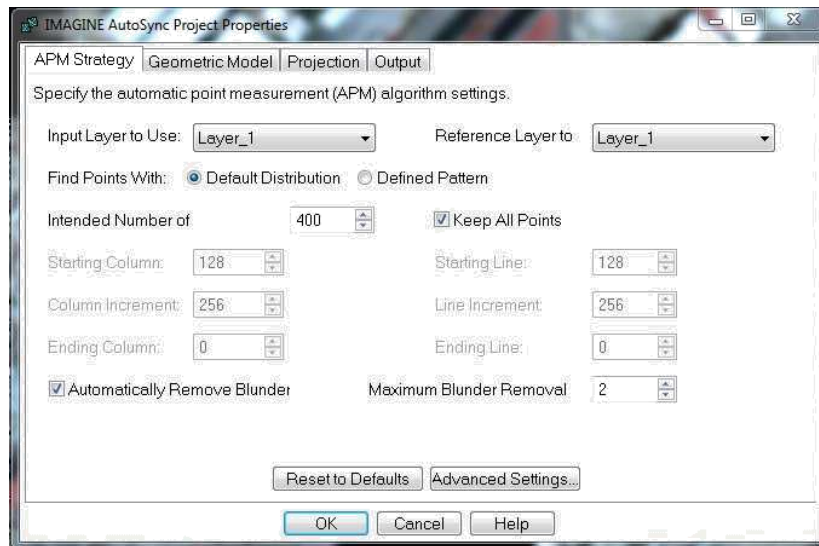 IMAGINE AutoSync Project Properties
APM Strategy Geometric Model Projection Output
Specify the automatic point measurement (APM) algorithm settings.
Input Layer to Use: Layer_1 Reference Layer to Layer_1
Find Points With: Default Distribution Defined Pattern
Intended Number of 400 Keep All Points
Starting Column: 128 Starting Line: 128
Column Increment: 256 Line Increment: 256
Ending Column: 0 Ending Line: 0
Automatically Remove Blunder Maximum Blunder Removal 2
Reset to Defaults Advanced Settings...
OK Cancel Help